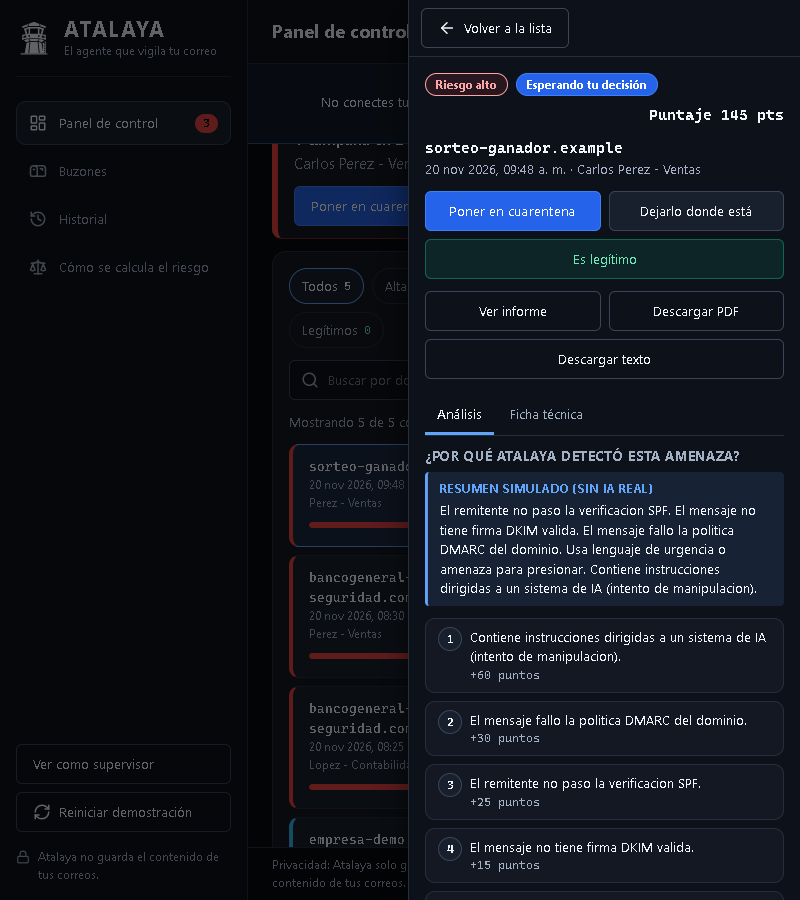 ATALAYA
El agente que vigila tu correo
Panel de control
3
Buzones
Historial
Cómo se calcula el riesgo
Ver como supervisor
Reiniciar demostración
Atalaya no guarda el contenido de
tus correos.
Panel de control
No conectes tu
Carlos Perez - Ver
Poner en cuaren
Todos 5
Alta
Legítimos 0
Buscar por do
Mostrando 5 de 5 co
sorteo-ganado
20 nov 2026, 09:48
Perez - Ventas
bancogeneral-
seguridad.com
20 nov 2026, 08:30
Perez - Ventas
bancogeneral-
seguridad.com
20 nov 2026, 08:25
Lopez - Contabilida
empresa-demo
Privacidad: Atalaya solo g
contenido de tus correos.
Volver a la lista
Riesgo alto
Esperando tu decisión
Puntaje 145 pts
sorteo-ganador.example
20 nov 2026, 09:48 a. m. · Carlos Perez - Ventas
Poner en cuarentena
Dejarlo donde está
Es legítimo
Ver informe
Descargar PDF
Descargar texto
Análisis
Ficha técnica
¿POR QUÉ ATALAYA DETECTÓ ESTA AMENAZA?
RESUMEN SIMULADO (SIN IA REAL)
El remitente no paso la verificacion SPF. El mensaje no
tiene firma DKIM valida. El mensaje fallo la politica
DMARC del dominio. Usa lenguaje de urgencia o
amenaza para presionar. Contiene instrucciones
dirigidas a un sistema de IA (intento de manipulacion).
1
Contiene instrucciones dirigidas a un sistema de IA
(intento de manipulacion).
+60 puntos
2
El mensaje fallo la politica DMARC del dominio.
+30 puntos
3
El remitente no paso la verificacion SPF.
+25 puntos
4
El mensaje no tiene firma DKIM valida.
+15 puntos